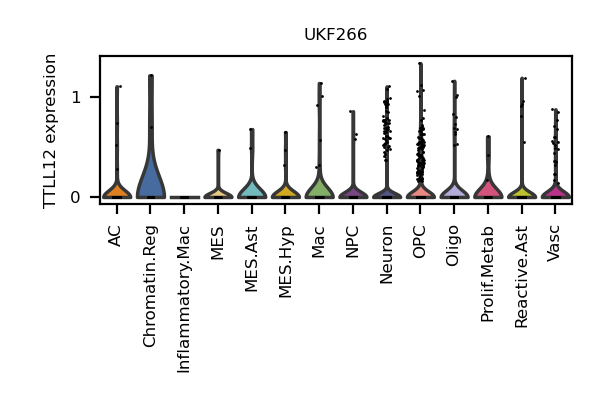 UKF266
TTLL12 expression
1
0
AC
Chromatin.Reg
Inflammatory.Mac
MES
MES.Ast
MES.Hyp
Mac
NPC
Neuron
OPC
Oligo
Prolif.Metab
Reactive.Ast
Vasc